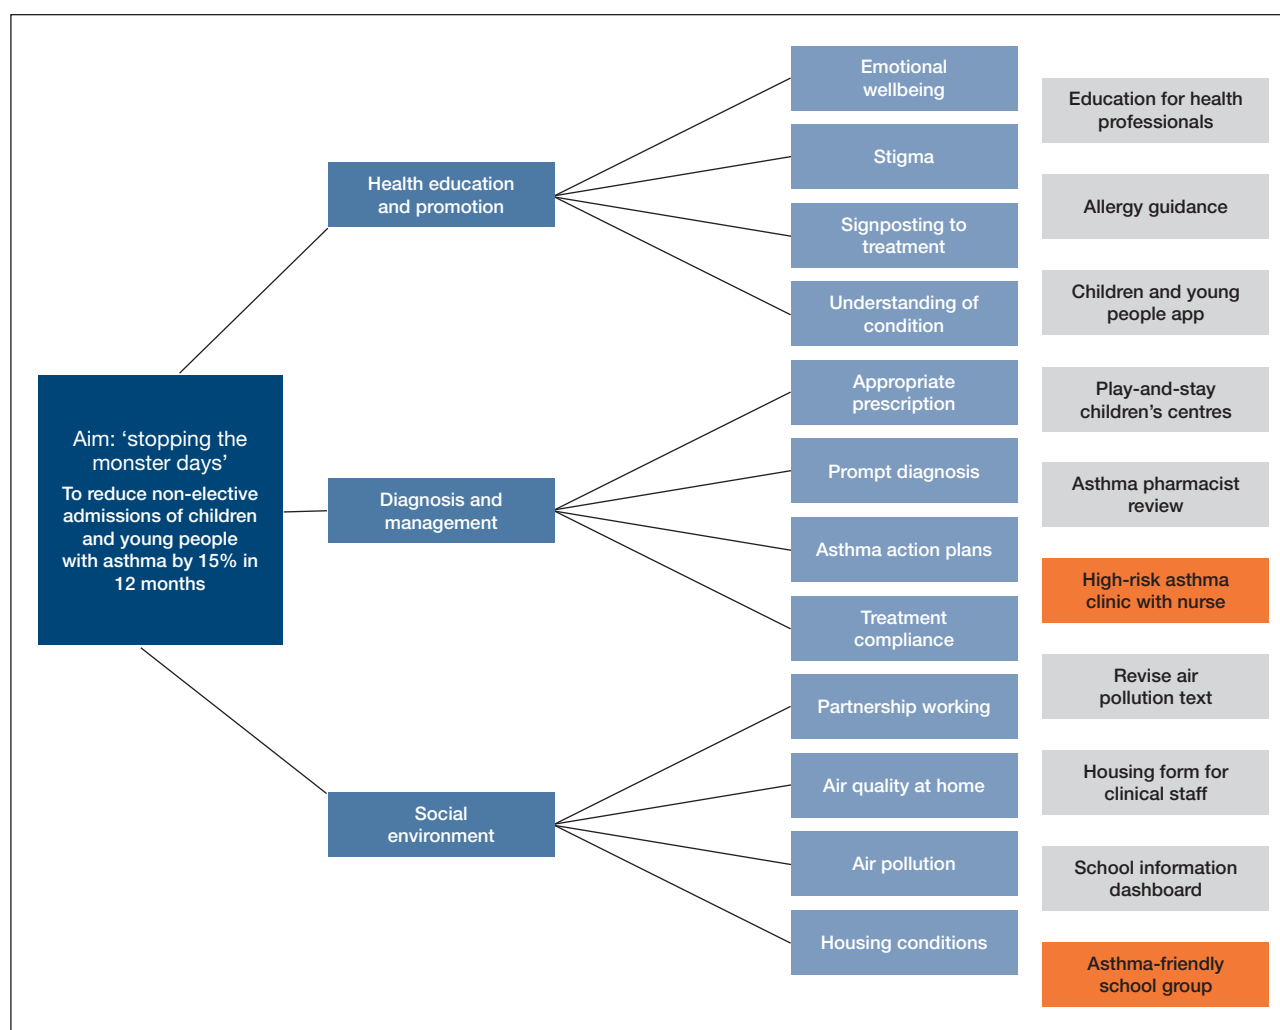 Aim: ‘stopping the
monster days’
To reduce non-elective
admissions of children
and young people
with asthma by 15% in
12 months
Health education
and promotion
Diagnosis and
management
Social
environment
Emotional
wellbeing
Stigma
Signposting to
treatment
Understanding of
condition
Appropriate
prescription
Prompt diagnosis
Asthma action plans
Treatment
compliance
Partnership working
Air quality at home
Air pollution
Housing conditions
Education for health
professionals
Allergy guidance
Children and young
people app
Play-and-stay
children’s centres
Asthma pharmacist
review
High-risk asthma
clinic with nurse
Revise air
pollution text
Housing form for
clinical staff
School information
dashboard
Asthma-friendly
school group